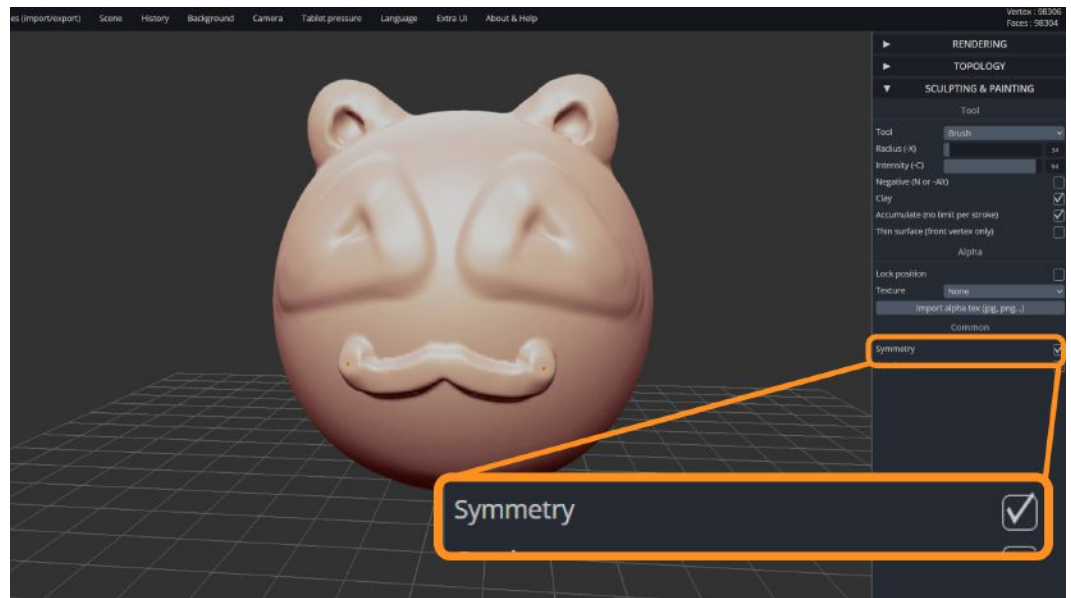 es (import/export) Scene History Background Camera Tablet pressure Language Extra UI About & Help
Vertex : 98306
Faces : 98304
RENDERING
TOPOLOGY
SCULPTING & PAINTING
Tool
Tool Brush
Radius (-X) 34
Intensity (-C) 84
Negative (N or -Alt)
Clay
Accumulate (no limit per stroke)
Thin surface (front vertex only)
Alpha
Lock position
Texture None
Import alpha tex (jpg, png...)
Common
Symmetry
Symmetry